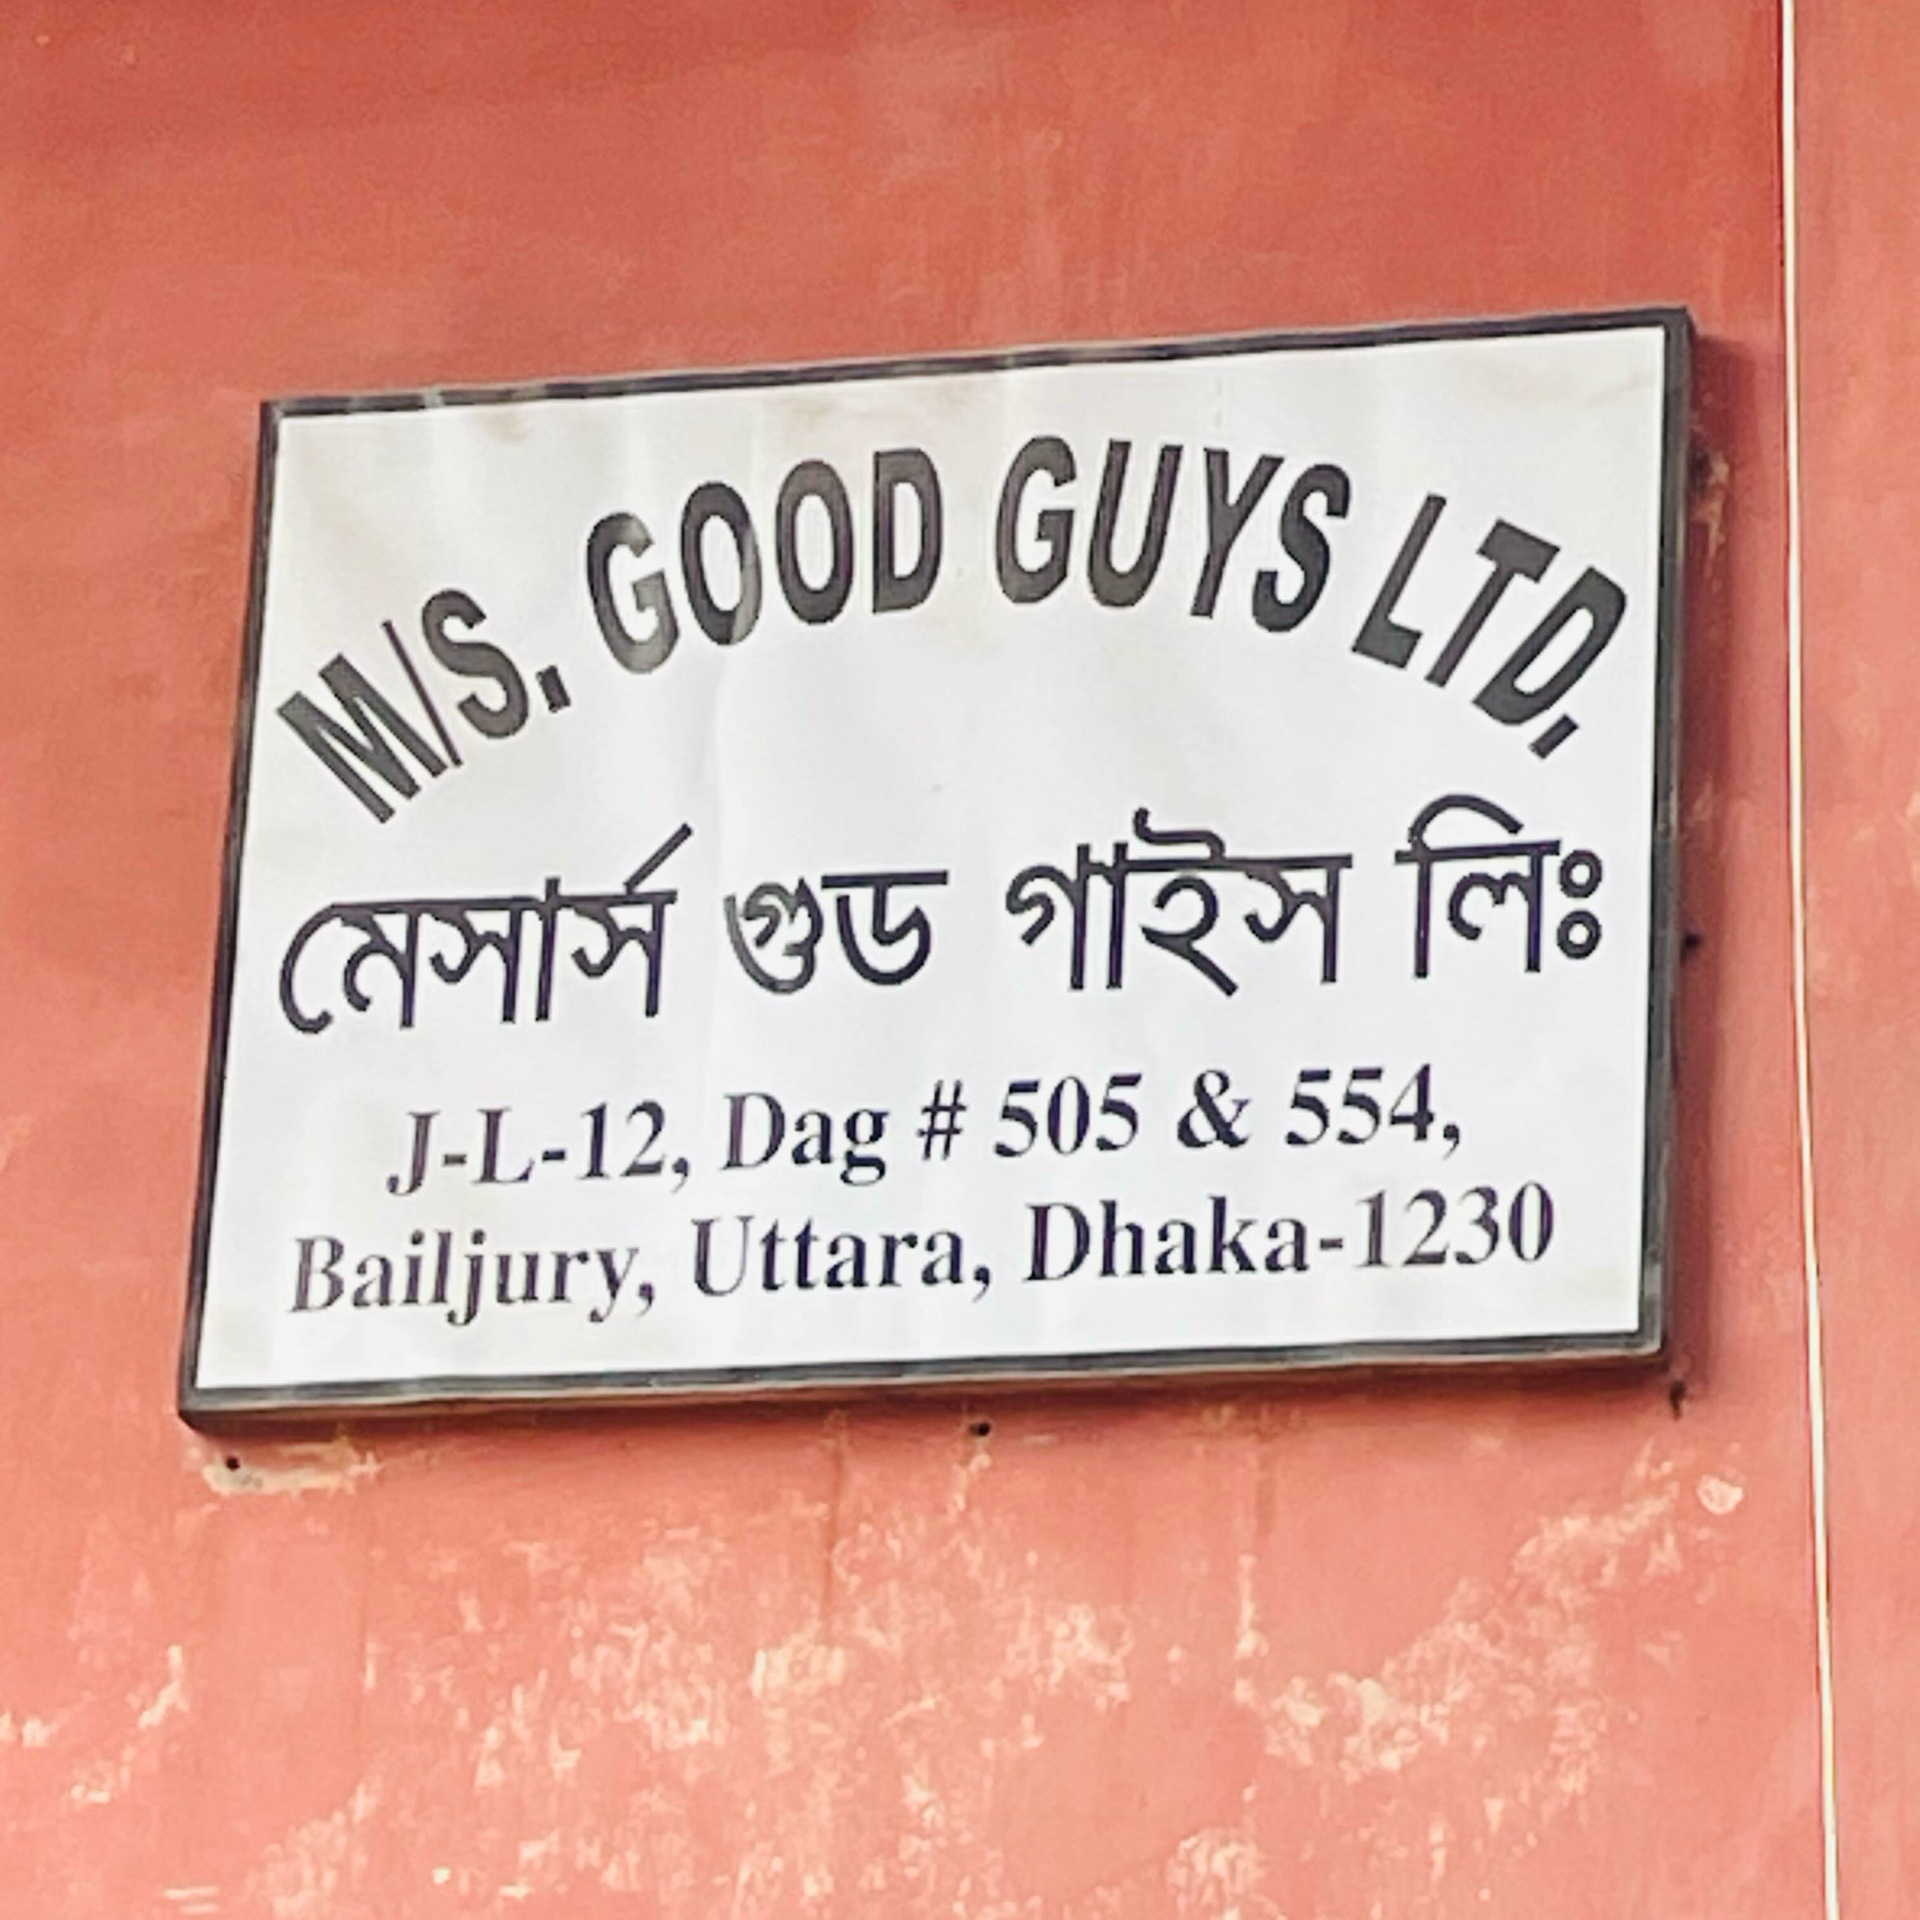 M/S. GOOD GUYS LTD.
মেসার্স গুড গাইস লিঃ
J-L-12, Dag # 505 & 554,
Bailjury, Uttara, Dhaka-1230